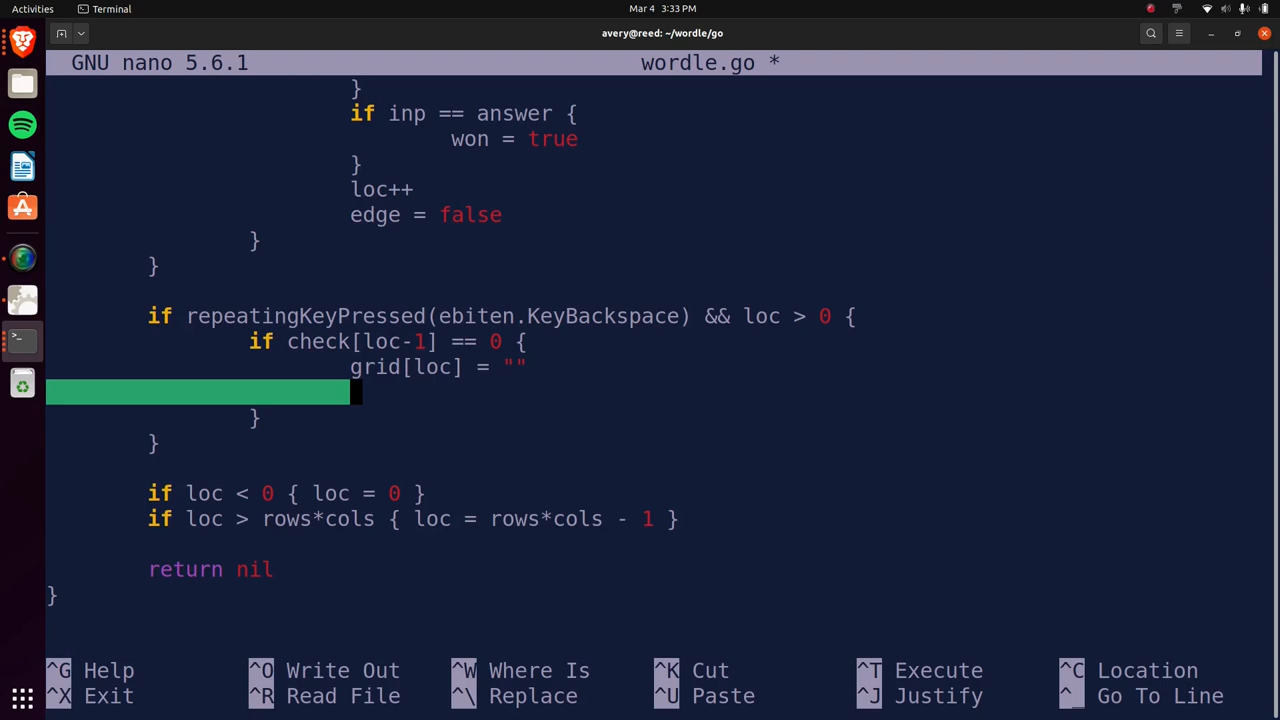 Activities Terminal Mar 4 3:33 PM
avery@reed: ~/wordle/go
GNU nano 5.6.1 wordle.go *
}
if inp == answer {
won = true
}
loc++
edge = false
}
}
if repeatingKeyPressed(ebiten.KeyBackspace) && loc > 0 {
if check[loc-1] == 0 {
grid[loc] = ""
}
}
if loc < 0 { loc = 0 }
if loc > rows*cols { loc = rows*cols - 1 }
return nil
}
^G Help ^O Write Out ^W Where Is ^K Cut ^T Execute ^C Location
^X Exit ^R Read File ^\ Replace ^U Paste ^J Justify ^_ Go To Line